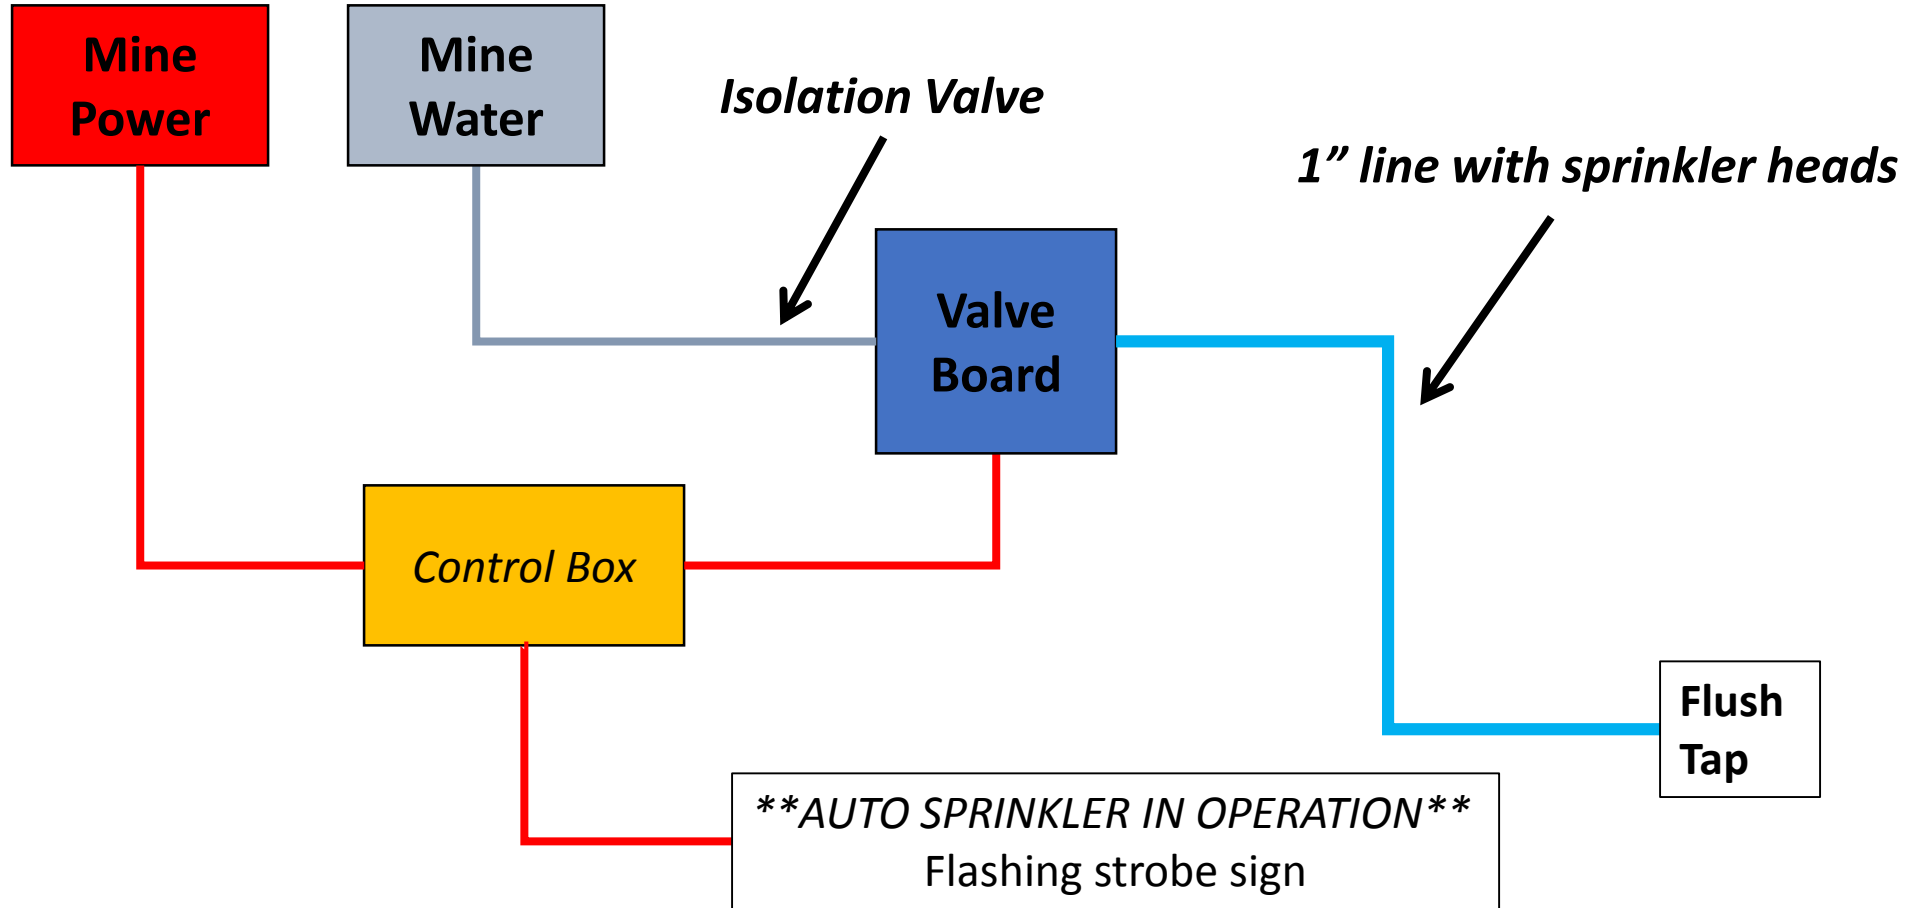 Mine
Power
Mine
Water
Isolation Valve
1” line with sprinkler heads
Valve
Board
Control Box
Flush
Tap
**AUTO SPRINKLER IN OPERATION**
Flashing strobe sign